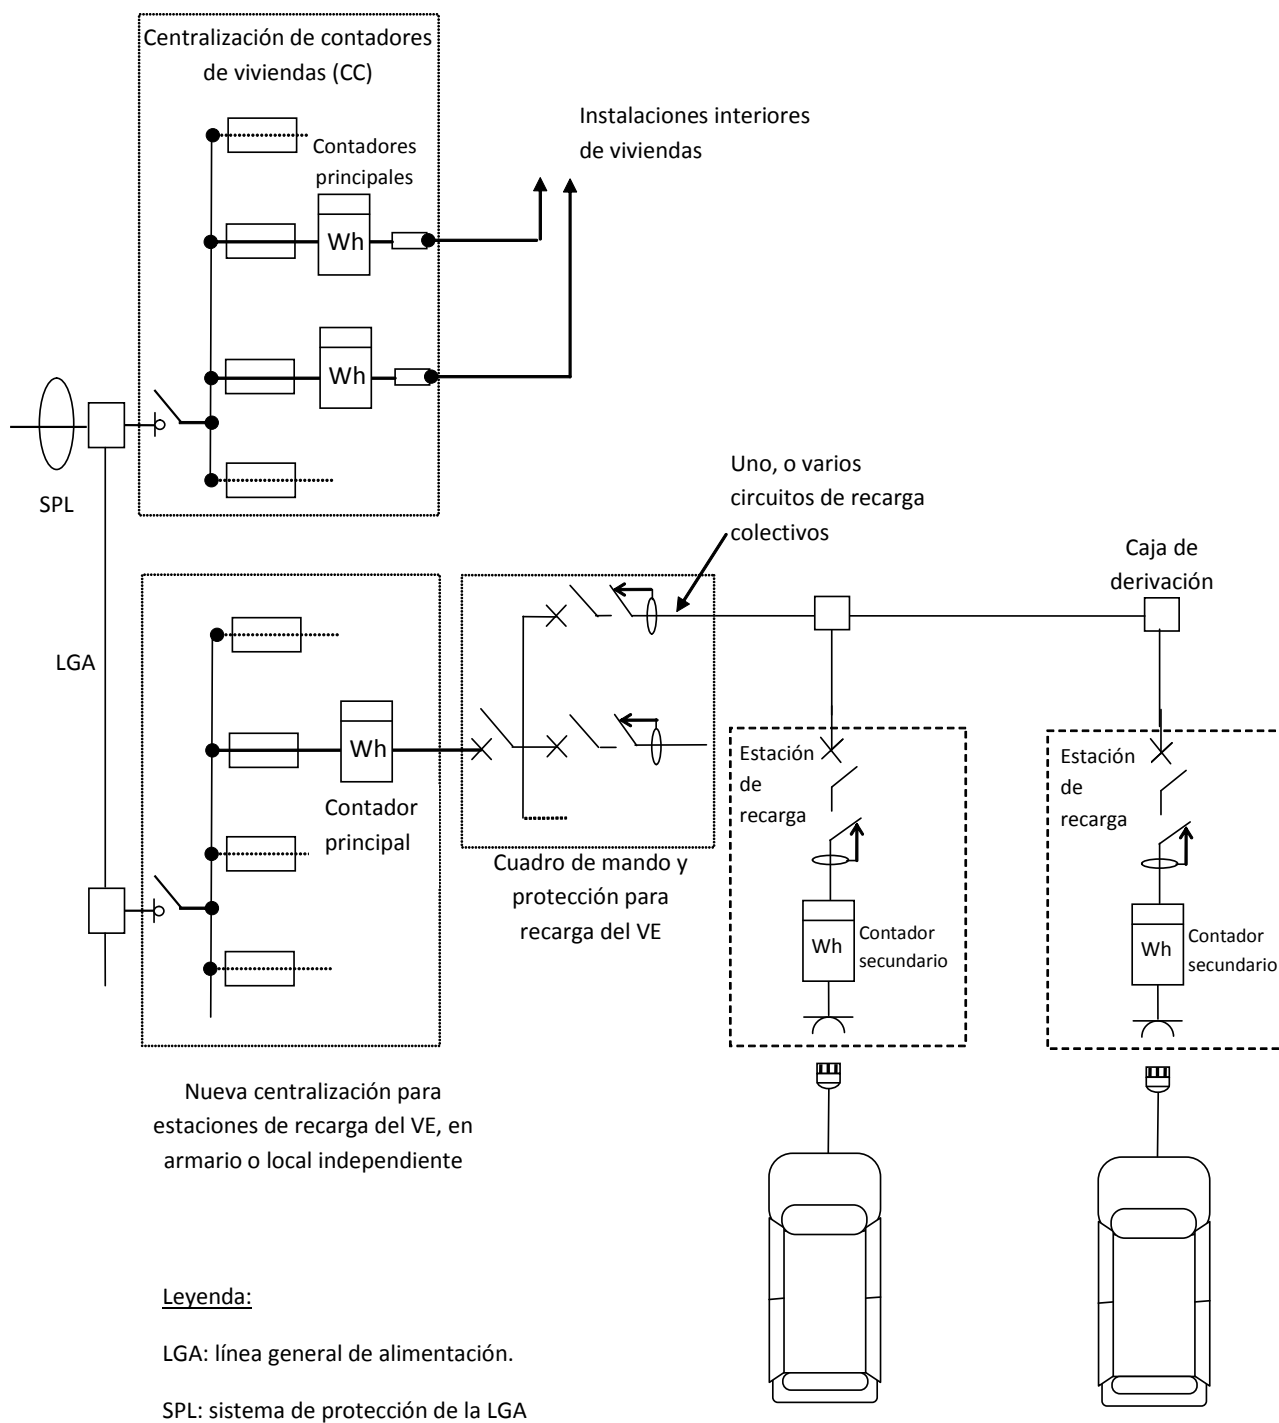 Centralización de contadores
de viviendas (CC)
Contadores
principales
Wh
Wh
Instalaciones interiores
de viviendas
SPL
Uno, o varios
circuitos de recarga
colectivos
Caja de
derivación
LGA
Wh
Contador
principal
Cuadro de mando y
protección para
recarga del VE
Estación
de
recarga
Wh
Contador
secundario
Estación
de
recarga
Wh
Contador
secundario
Nueva centralización para
estaciones de recarga del VE, en
armario o local independiente
Leyenda:
LGA: línea general de alimentación.
SPL: sistema de protección de la LGA